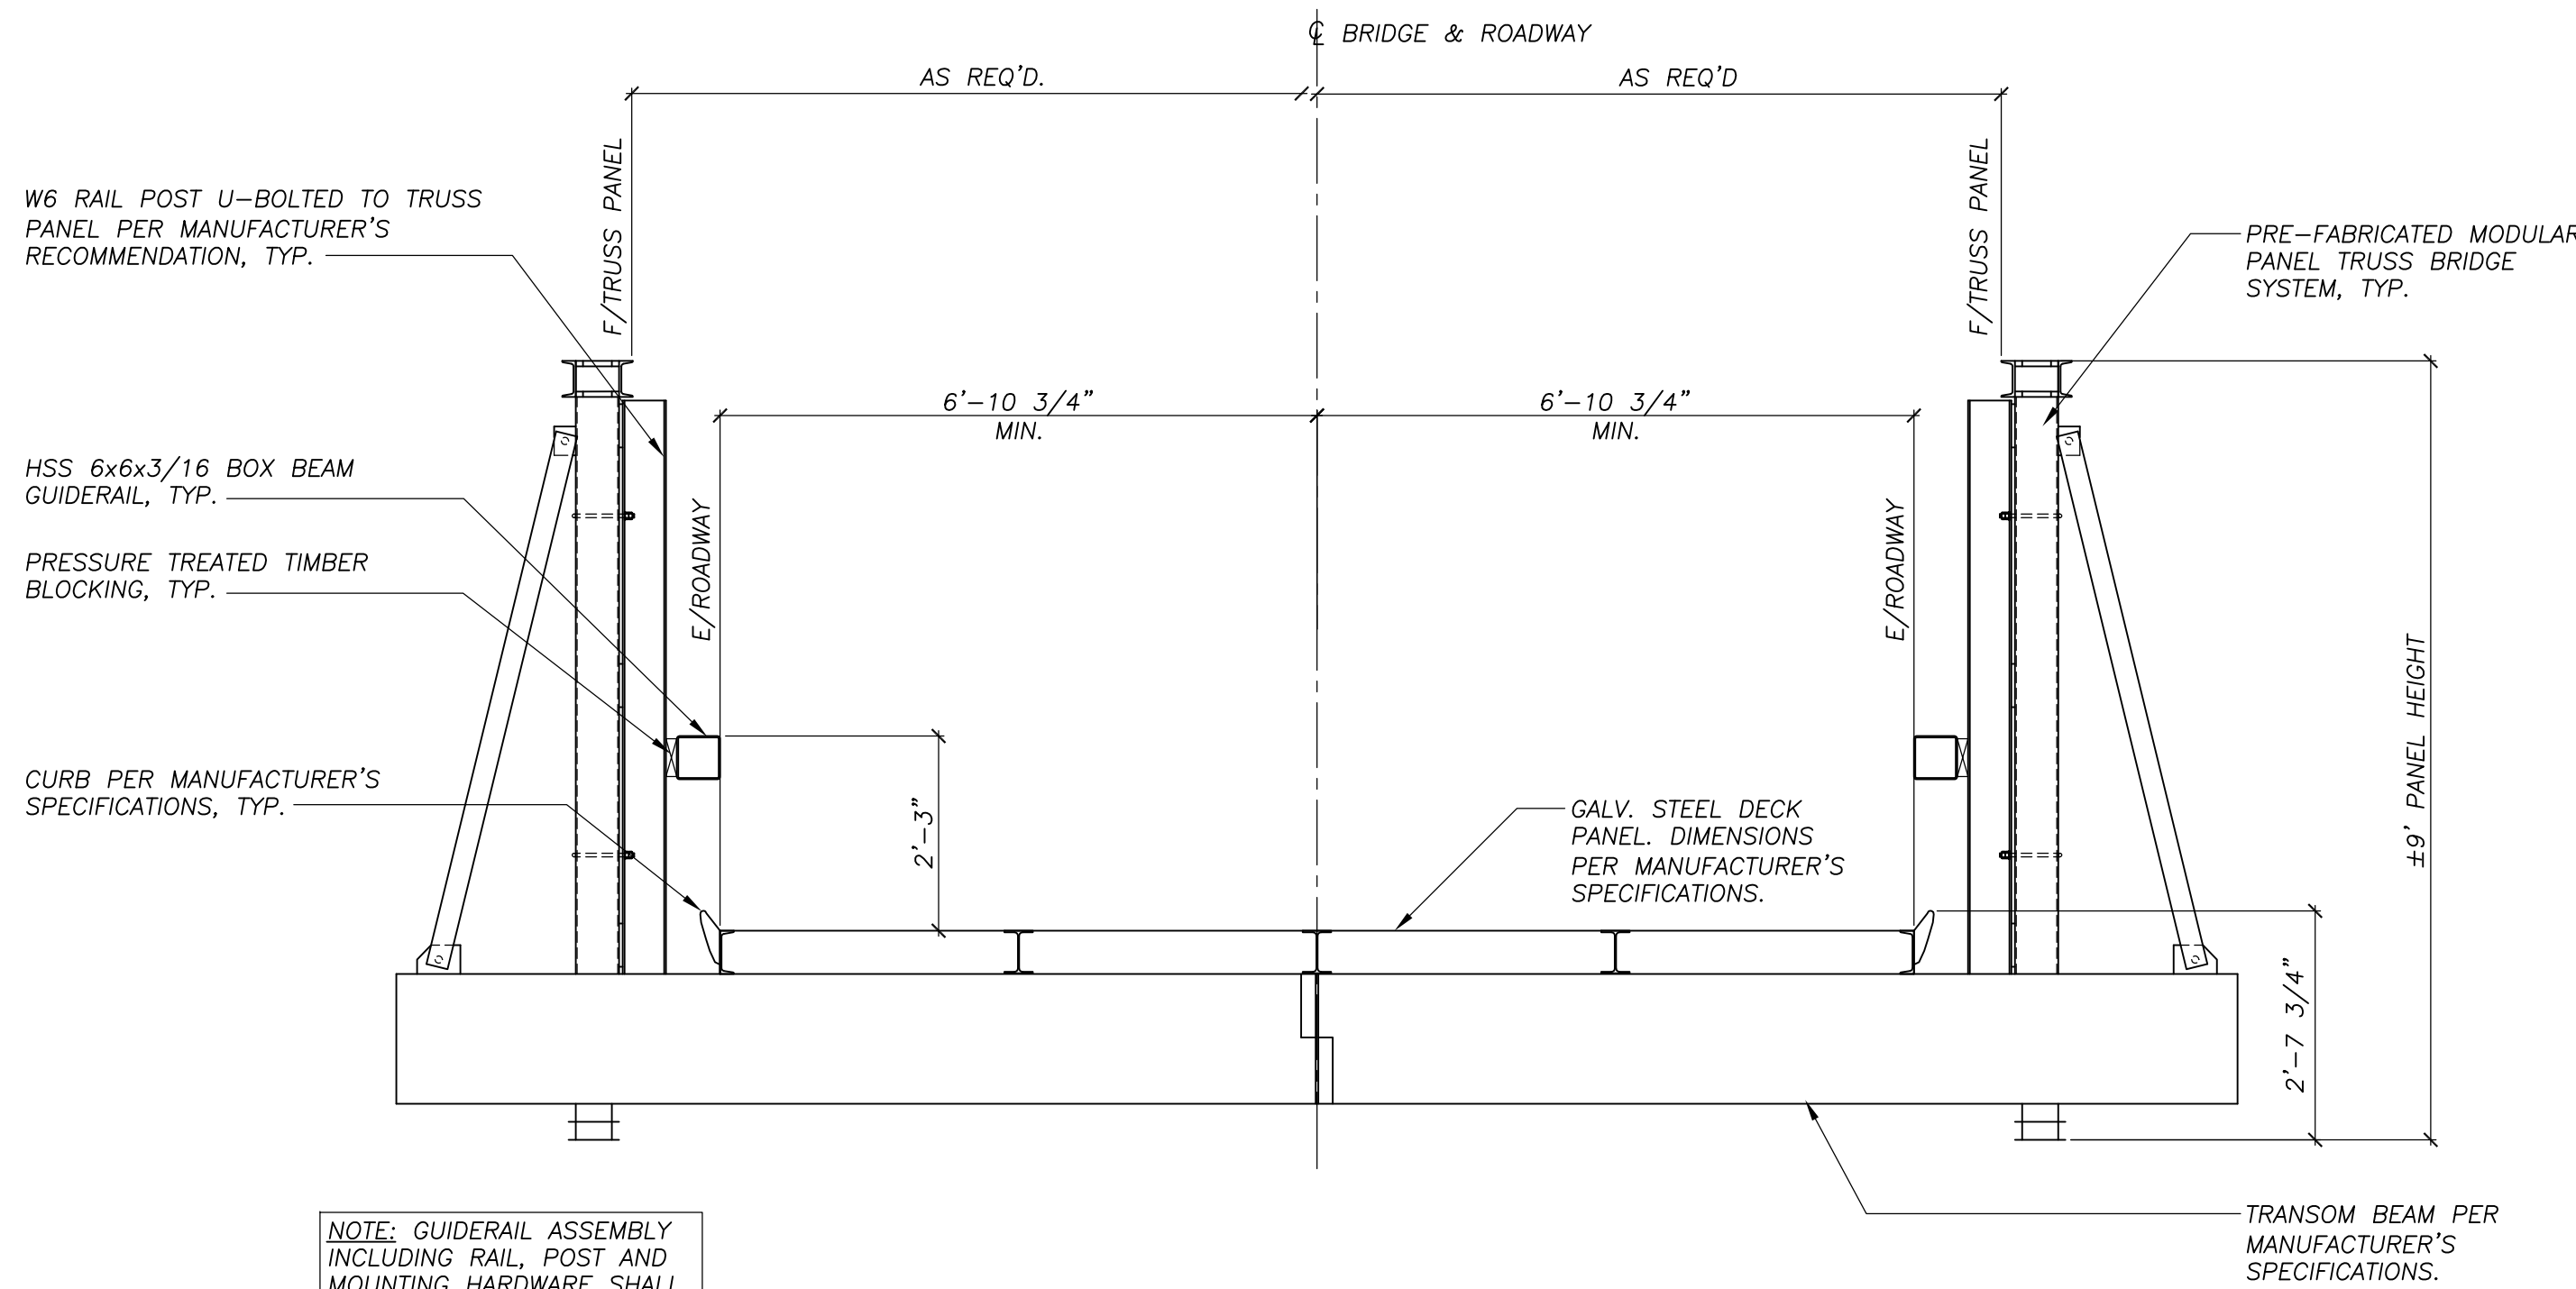 ℄ BRIDGE & ROADWAY
AS REQ'D.
AS REQ'D
F/TRUSS PANEL
F/TRUSS PANEL
W6 RAIL POST U-BOLTED TO TRUSS
PANEL PER MANUFACTURER'S
RECOMMENDATION, TYP.
PRE-FABRICATED MODULAR
PANEL TRUSS BRIDGE
SYSTEM, TYP.
6'-10 3/4"
MIN.
6'-10 3/4"
MIN.
HSS 6x6x3/16 BOX BEAM
GUIDERAIL, TYP.
E/ROADWAY
E/ROADWAY
PRESSURE TREATED TIMBER
BLOCKING, TYP.
±9' PANEL HEIGHT
CURB PER MANUFACTURER'S
SPECIFICATIONS, TYP.
2'-3"
GALV. STEEL DECK
PANEL. DIMENSIONS
PER MANUFACTURER'S
SPECIFICATIONS.
2'-7 3/4"
TRANSOM BEAM PER
MANUFACTURER'S
SPECIFICATIONS.
NOTE: GUIDERAIL ASSEMBLY
INCLUDING RAIL, POST AND
MOUNTING HARDWARE SHALL